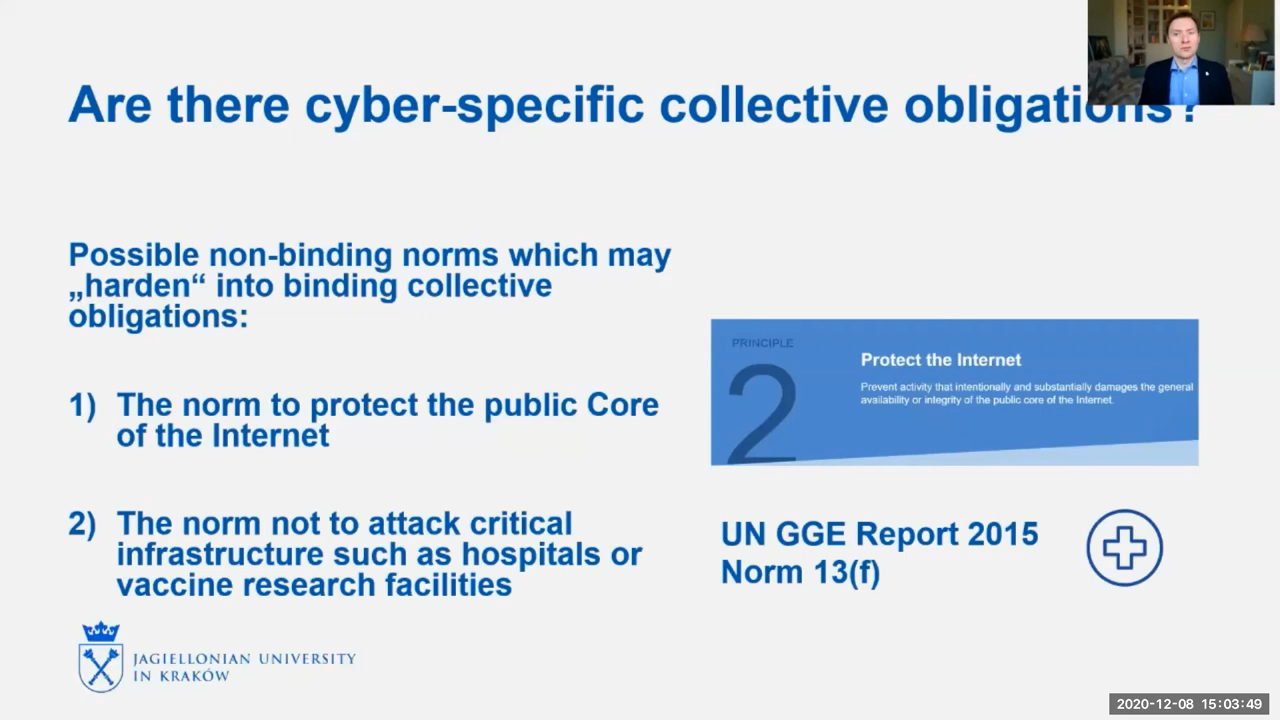 Are there cyber-specific collective obligations?
Possible non-binding norms which may
„harden“ into binding collective
obligations:
1) The norm to protect the public Core
of the Internet
2) The norm not to attack critical
infrastructure such as hospitals or
vaccine research facilities
PRINCIPLE
2
Protect the Internet
Prevent activity that intentionally and substantially damages the general
availability or integrity of the public core of the Internet.
UN GGE Report 2015
Norm 13(f)
JAGIELLONIAN UNIVERSITY
IN KRAKÓW
2020-12-08 15:03:49